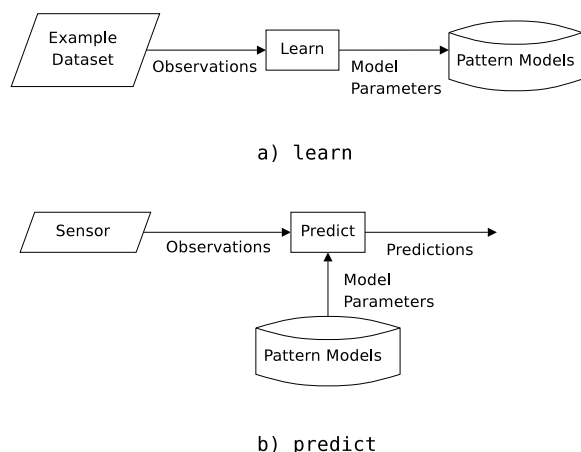 Example
Dataset
Observations
Learn
Model
Parameters
Pattern Models
a) learn
Sensor
Observations
Predict
Predictions
Model
Parameters
Pattern Models
b) predict